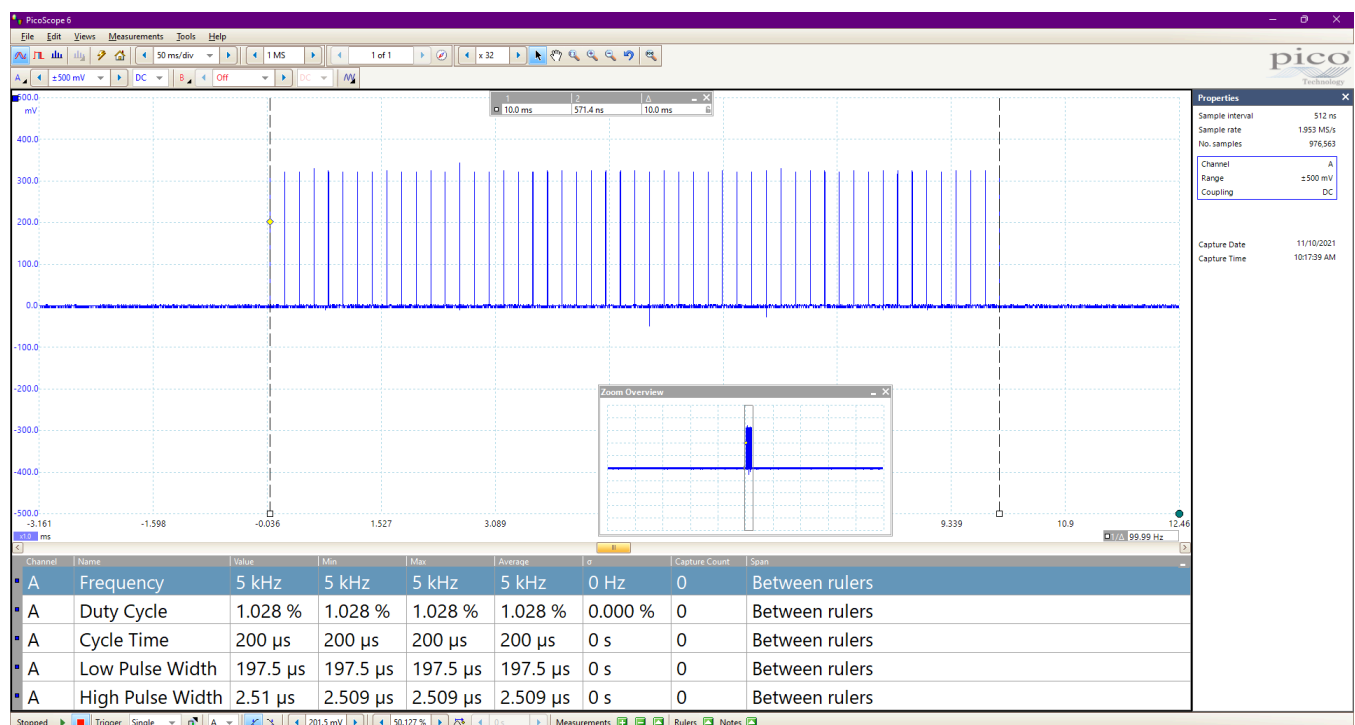 PicoScope 6
File Edit Views Measurements Tools Help
50 ms/div 1 MS 1 of 1 x 32
pico
Technology
A ±500 mV DC B Off DC
500.0
mV
400.0
300.0
200.0
100.0
0.0
-100.0
-200.0
-300.0
-400.0
-500.0
1 2 Δ
10.0 ms 571.4 ns 10.0 ms
Zoom Overview
-3.161 -1.598 -0.036 1.527 3.089 9.339 10.9 12.46
x1.0 ms
1/Δ 99.99 Hz
Properties
Sample interval 512 ns
Sample rate 1.953 MS/s
No. samples 976,563
Channel A
Range ±500 mV
Coupling DC
Capture Date 11/10/2021
Capture Time 10:17:39 AM
Channel Name Value Min Max Average σ Capture Count Span
A Frequency 5 kHz 5 kHz 5 kHz 5 kHz 0 Hz 0 Between rulers
A Duty Cycle 1.028 % 1.028 % 1.028 % 1.028 % 0.000 % 0 Between rulers
A Cycle Time 200 µs 200 µs 200 µs 200 µs 0 s 0 Between rulers
A Low Pulse Width 197.5 µs 197.5 µs 197.5 µs 197.5 µs 0 s 0 Between rulers
A High Pulse Width 2.51 µs 2.509 µs 2.509 µs 2.509 µs 0 s 0 Between rulers
Stopped Trigger Single A 201.5 mV 50.127 % 0 s Measurements Rulers Notes